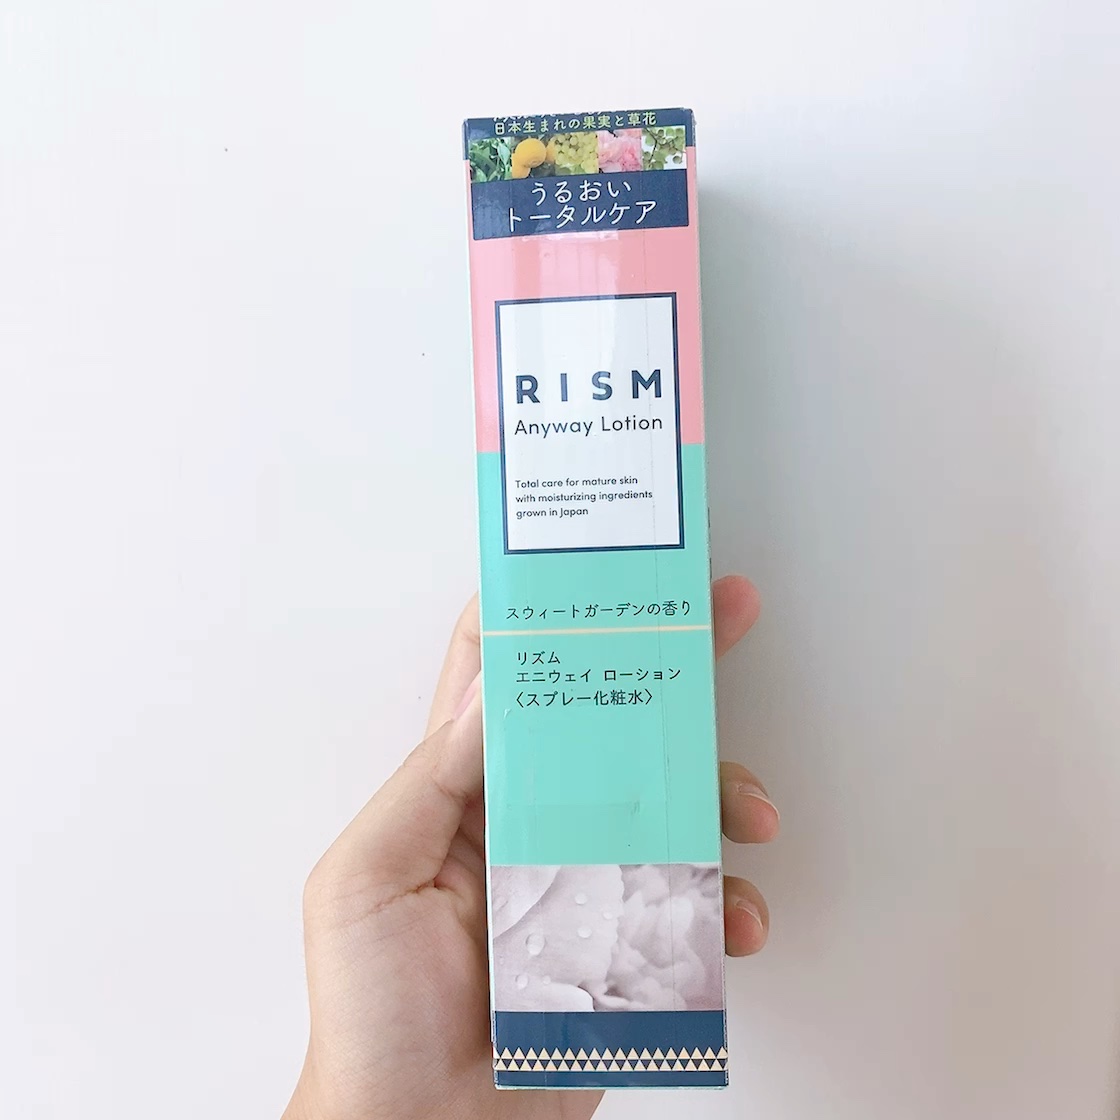 日本生まれの果実と草花
うるおい
トータルケア
RISM
Anyway Lotion
Total care for mature skin
with moisturizing ingredients
grown in Japan
スウィートガーデンの香り
リズム
エニウェイ ローション
〈スプレー化粧水〉